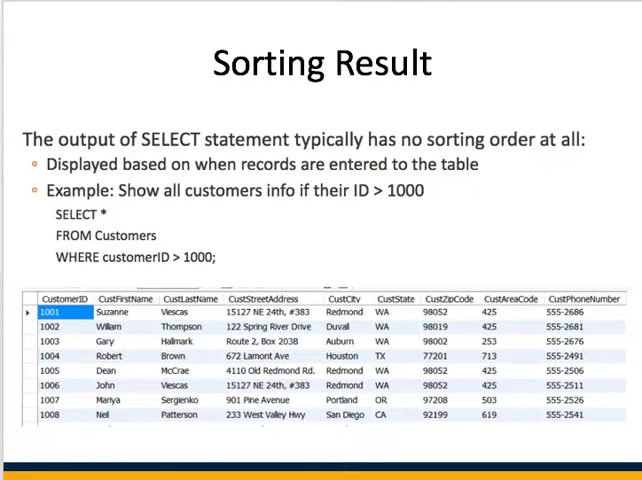 Sorting Result
The output of SELECT statement typically has no sorting order at all:
Displayed based on when records are entered to the table
Example: Show all customers info if their ID > 1000
SELECT *
FROM Customers
WHERE customerID > 1000;
CustomerID CustFirstName CustLastName CustStreetAddress CustCity CustState CustZipCode CustAreaCode CustPhoneNumber
1001 Suzanne Viescas 15127 NE 24th, #383 Redmond WA 98052 425 555-2686
1002 William Thompson 122 Spring River Drive Duvall WA 98019 425 555-2681
1003 Gary Hallmark Route 2, Box 203B Auburn WA 98002 253 555-2676
1004 Robert Brown 672 Lamont Ave Houston TX 77201 713 555-2491
1005 Dean McCrae 4110 Old Redmond Rd. Redmond WA 98052 425 555-2506
1006 John Viescas 15127 NE 24th, #383 Redmond WA 98052 425 555-2511
1007 Mariya Sergienko 901 Pine Avenue Portland OR 97208 503 555-2526
1008 Neil Patterson 233 West Valley Hwy San Diego CA 92199 619 555-2541